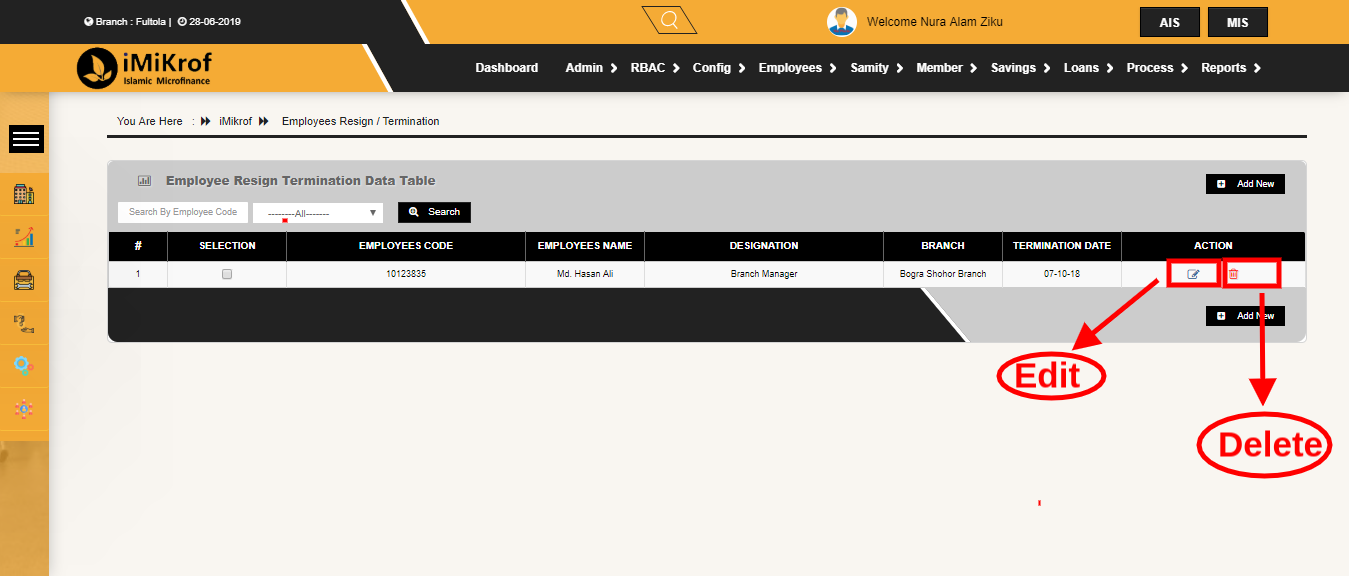 Branch : Fultola | 28-06-2019
Welcome Nura Alam Ziku
AIS MIS
iMiKrof
Islamic Microfinance
Dashboard Admin RBAC Config Employees Samity Member Savings Loans Process Reports
You Are Here : iMikrof Employees Resign / Termination
Employee Resign Termination Data Table
Add New
Search By Employee Code --------All------- Search
# SELECTION EMPLOYEES CODE EMPLOYEES NAME DESIGNATION BRANCH TERMINATION DATE ACTION
1 10123835 Md. Hasan Ali Branch Manager Bogra Shohor Branch 07-10-18
Add New
Edit
Delete